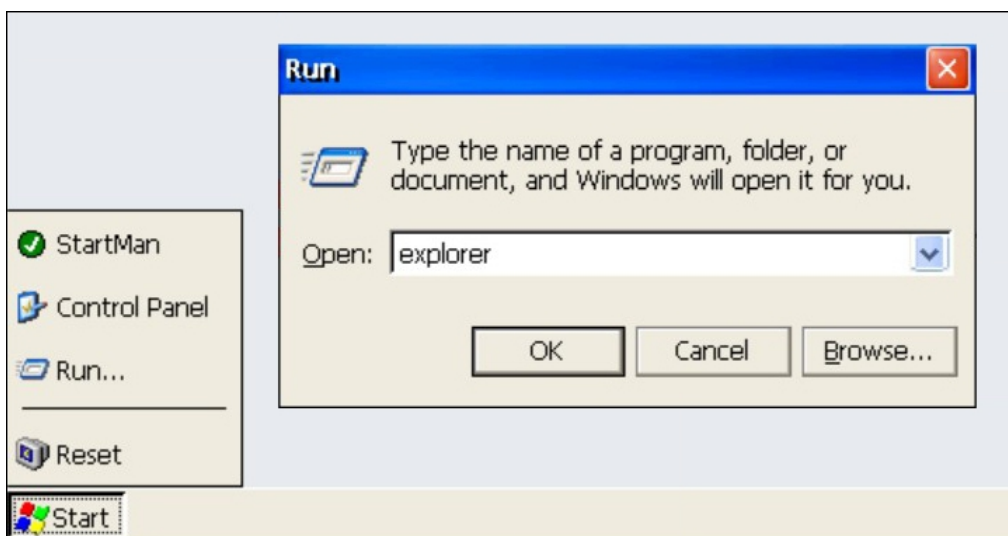 Run
Type the name of a program, folder, or
document, and Windows will open it for you.
Open: explorer
OK Cancel Browse...
StartMan
Control Panel
Run...
Reset
Start